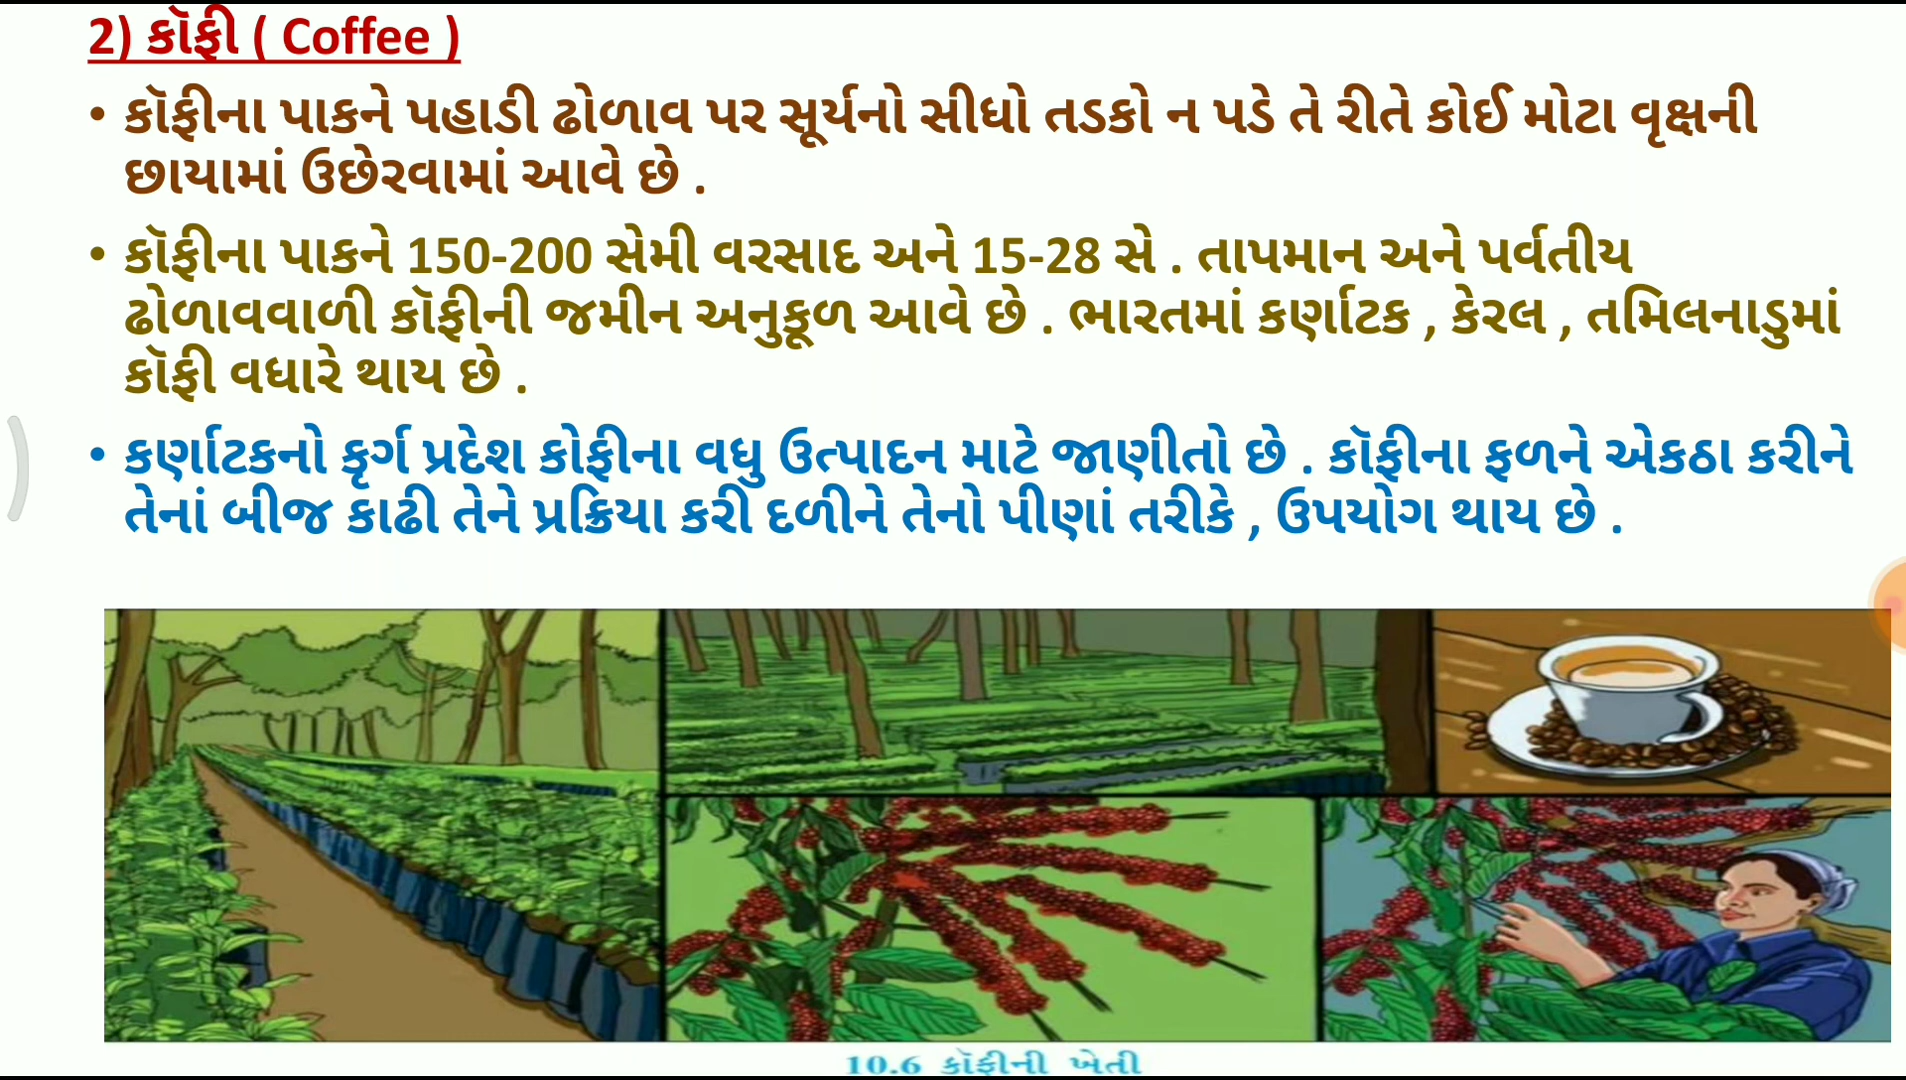 2) કૉફી ( Coffee )
• કૉફીના પાકને પહાડી ઢોળાવ પર સૂર્યનો સીધો તડકો ન પડે તે રીતે કોઈ મોટા વૃક્ષની
છાયામાં ઉછેરવામાં આવે છે .
• કૉફીના પાકને 150-200 સેમી વરસાદ અને 15-28 સે . તાપમાન અને પર્વતીય
ઢોળાવવાળી કૉફીની જમીન અનુકૂળ આવે છે . ભારતમાં કર્ણાટક , કેરલ , તમિલનાડુમાં
કૉફી વધારે થાય છે .
• કર્ણાટકનો કૃર્ગ પ્રદેશ કોફીના વધુ ઉત્પાદન માટે જાણીતો છે . કૉફીના ફળને એકઠા કરીને
તેનાં બીજ કાઢી તેને પ્રક્રિયા કરી દળીને તેનો પીણાં તરીકે , ઉપયોગ થાય છે .
10.6 કૉફીની ખેતી